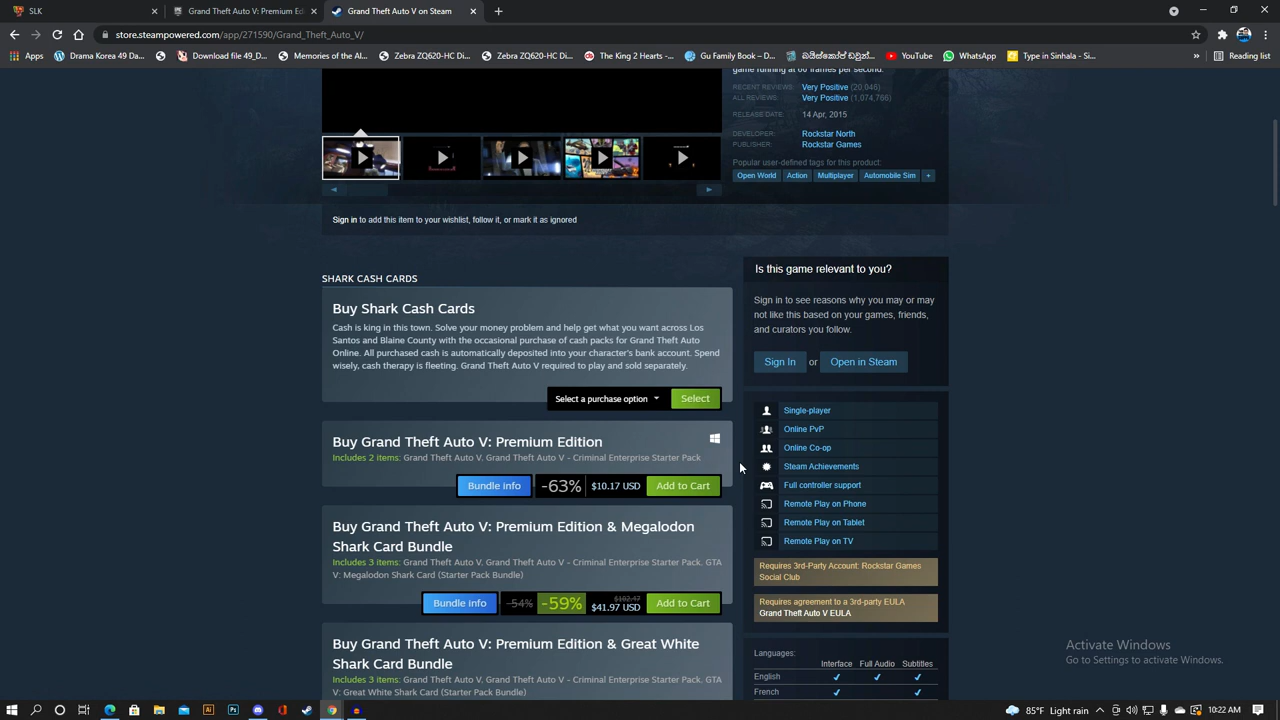 SLK
Grand Theft Auto V: Premium E
Grand Theft Auto V on Steam
store.steampowered.com/app/271590/Grand_Theft_Auto_V/
Apps
Drama Korea 49 Da...
Download file 49 D...
Memories of the Al...
Zebra ZQ620-HC Di...
Zebra ZQ620-HC D...
The King 2 Hearts -...
Gu Family Book -...
YouTube
WhatsApp
Type in Sinhala -...
Reading list
game running at 60 frames per second.
RECENT REVIEWS: Very Positive (20,046)
ALL REVIEWS: Very Positive (1,074,766)
RELEASE DATE: 14 Apr, 2015
DEVELOPER: Rockstar North
PUBLISHER: Rockstar Games
Popular user-defined tags for this product:
Open World Action Multiplayer Automobile Sim +
Sign in to add this item to your wishlist, follow it, or mark it as ignored
SHARK CASH CARDS
Buy Shark Cash Cards
Cash is king in this town. Solve your money problem and help get what you want across Los
Santos and Blaine County with the occasional purchase of cash packs for Grand Theft Auto
Online. All purchased cash is automatically deposited into your character's bank account. Spend
wisely, cash therapy is fleeting. Grand Theft Auto V required to play and sold separately.
Select a purchase option
Select
Buy Grand Theft Auto V: Premium Edition
Includes 2 items: Grand Theft Auto V, Grand Theft Auto V - Criminal Enterprise Starter Pack
Bundle info -63% $10.17 USD Add to Cart
Buy Grand Theft Auto V: Premium Edition & Megalodon
Shark Card Bundle
Includes 3 items: Grand Theft Auto V, Grand Theft Auto V - Criminal Enterprise Starter Pack, GTA
V: Megalodon Shark Card (Starter Pack Bundle)
Bundle info -54% -59% $102.47 $41.97 USD Add to Cart
Buy Grand Theft Auto V: Premium Edition & Great White
Shark Card Bundle
Includes 3 items: Grand Theft Auto V, Grand Theft Auto V - Criminal Enterprise Starter Pack, GTA
V: Great White Shark Card (Starter Pack Bundle)
Is this game relevant to you?
Sign in to see reasons why you may or may
not like this based on your games, friends,
and curators you follow.
Sign In or Open in Steam
Single-player
Online PvP
Online Co-op
Steam Achievements
Full controller support
Remote Play on Phone
Remote Play on Tablet
Remote Play on TV
Requires 3rd-Party Account: Rockstar Games
Social Club
Requires agreement to a 3rd-party EULA
Grand Theft Auto V EULA
Languages:
Interface Full Audio Subtitles
English
French
Activate Windows
Go to Settings to activate Windows.
85°F Light rain
10:22 AM